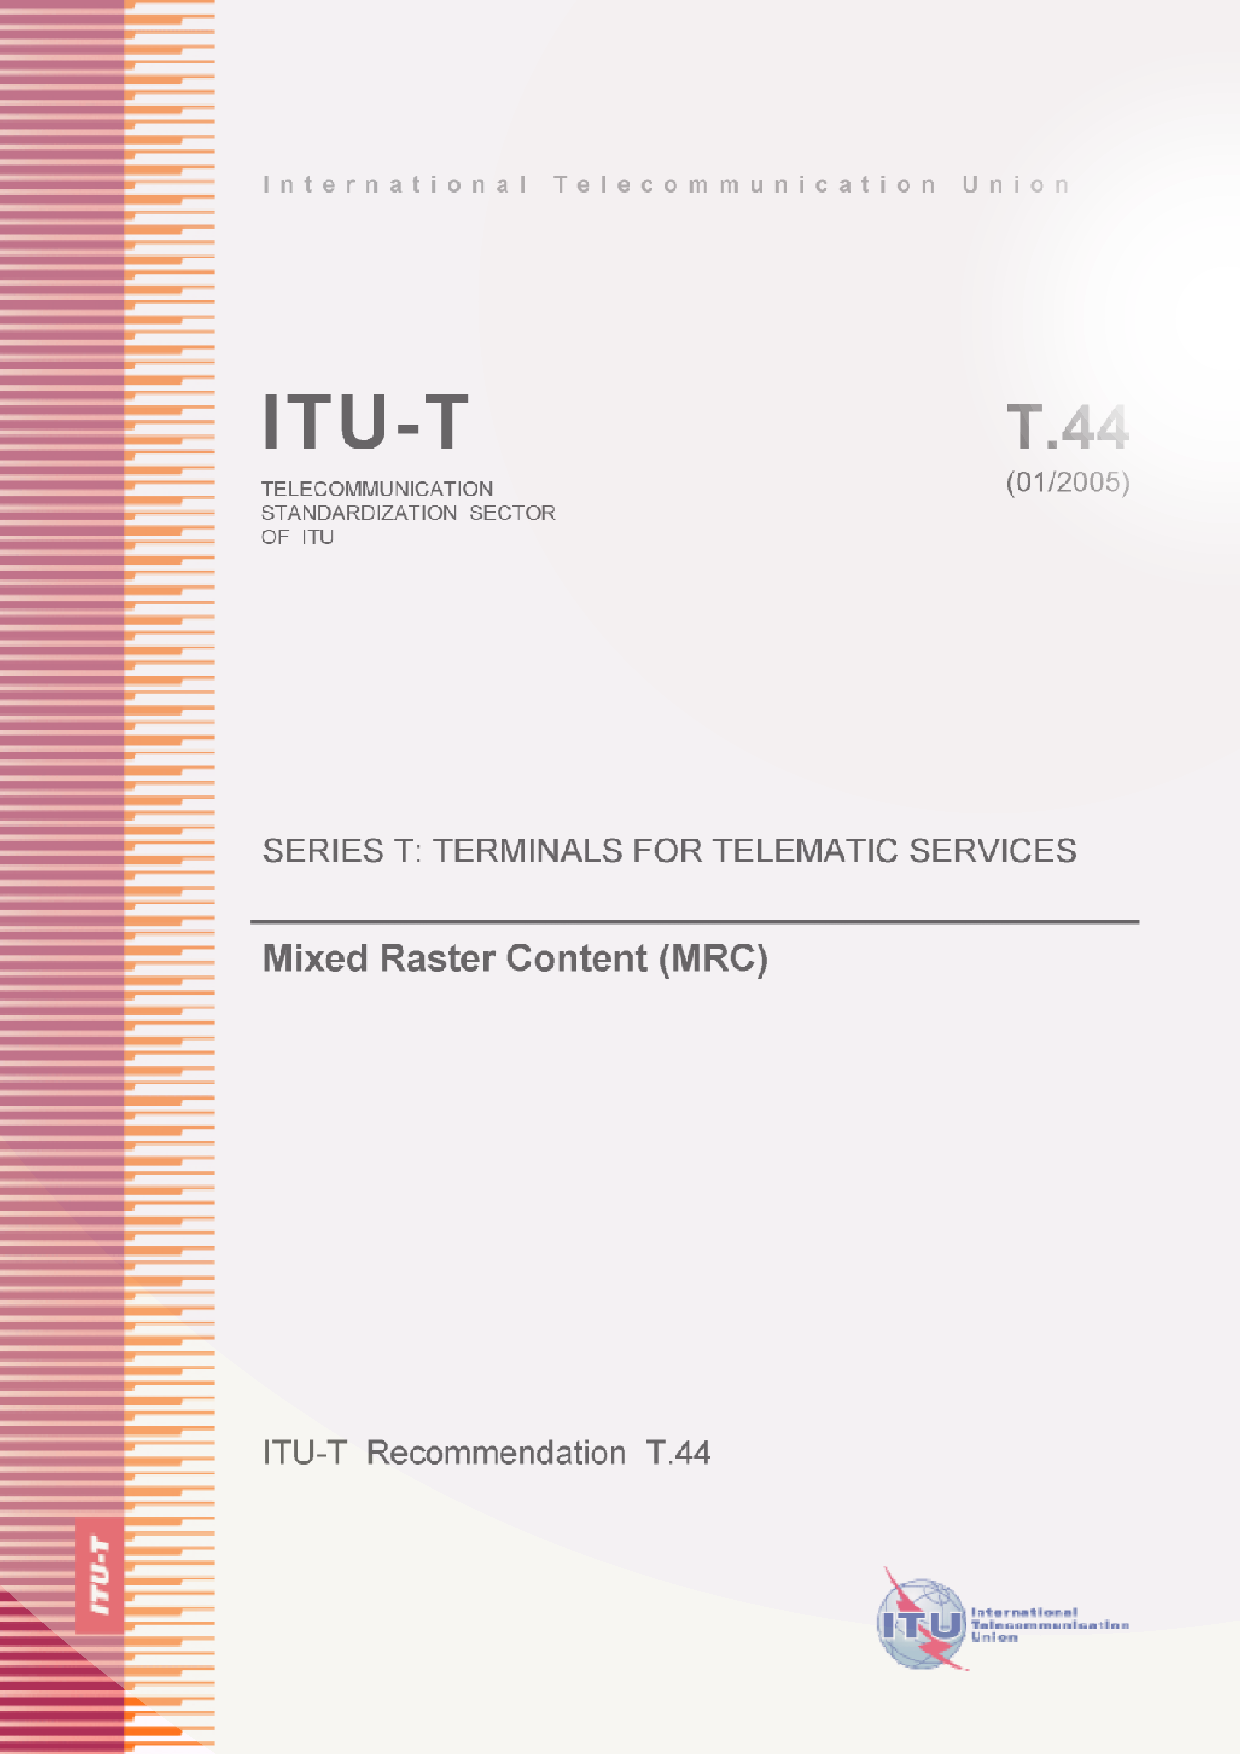 International Telecommunication Union
ITU-T
T.44
TELECOMMUNICATION
STANDARDIZATION SECTOR
OF ITU
(01/2005)
SERIES T: TERMINALS FOR TELEMATIC SERVICES
Mixed Raster Content (MRC)
ITU-T Recommendation T.44
ITU-T
ITU
International
Telecommunication
Union